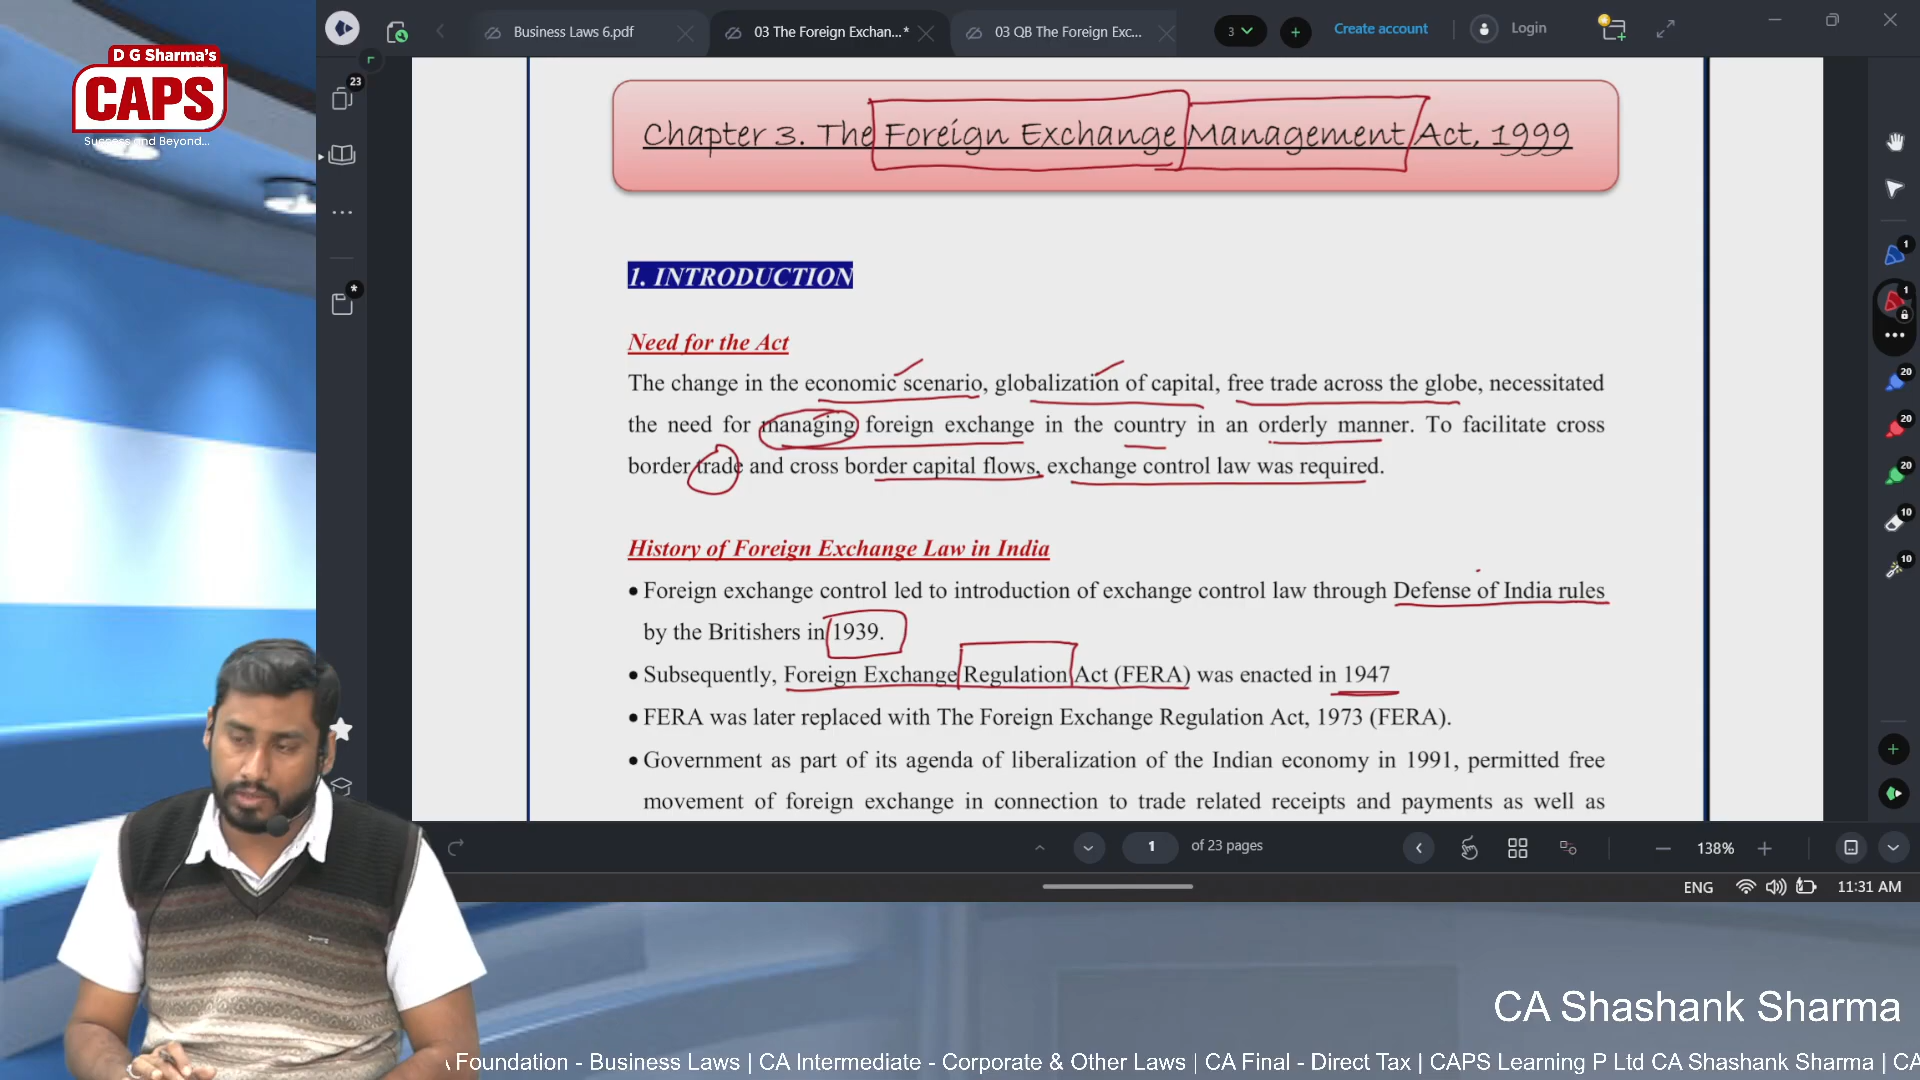 D G Sharma's
CAPS
Success and Beyond...
Business Laws 6.pdf
03 The Foreign Exchan...*
03 QB The Foreign Exc...
3
Create account
Login
23
Chapter 3. The Foreign Exchange Management Act, 1999
1. INTRODUCTION
Need for the Act
The change in the economic scenario, globalization of capital, free trade across the globe, necessitated
the need for managing foreign exchange in the country in an orderly manner. To facilitate cross
border trade and cross border capital flows, exchange control law was required.
History of Foreign Exchange Law in India
• Foreign exchange control led to introduction of exchange control law through Defense of India rules
by the Britishers in 1939.
• Subsequently, Foreign Exchange Regulation Act (FERA) was enacted in 1947
• FERA was later replaced with The Foreign Exchange Regulation Act, 1973 (FERA).
• Government as part of its agenda of liberalization of the Indian economy in 1991, permitted free
movement of foreign exchange in connection to trade related receipts and payments as well as
1
1
20
20
20
10
10
1
of 23 pages
138%
ENG
11:31 AM
CA Shashank Sharma
Foundation - Business Laws | CA Intermediate - Corporate & Other Laws | CA Final - Direct Tax | CAPS Learning P Ltd CA Shashank Sharma | CA